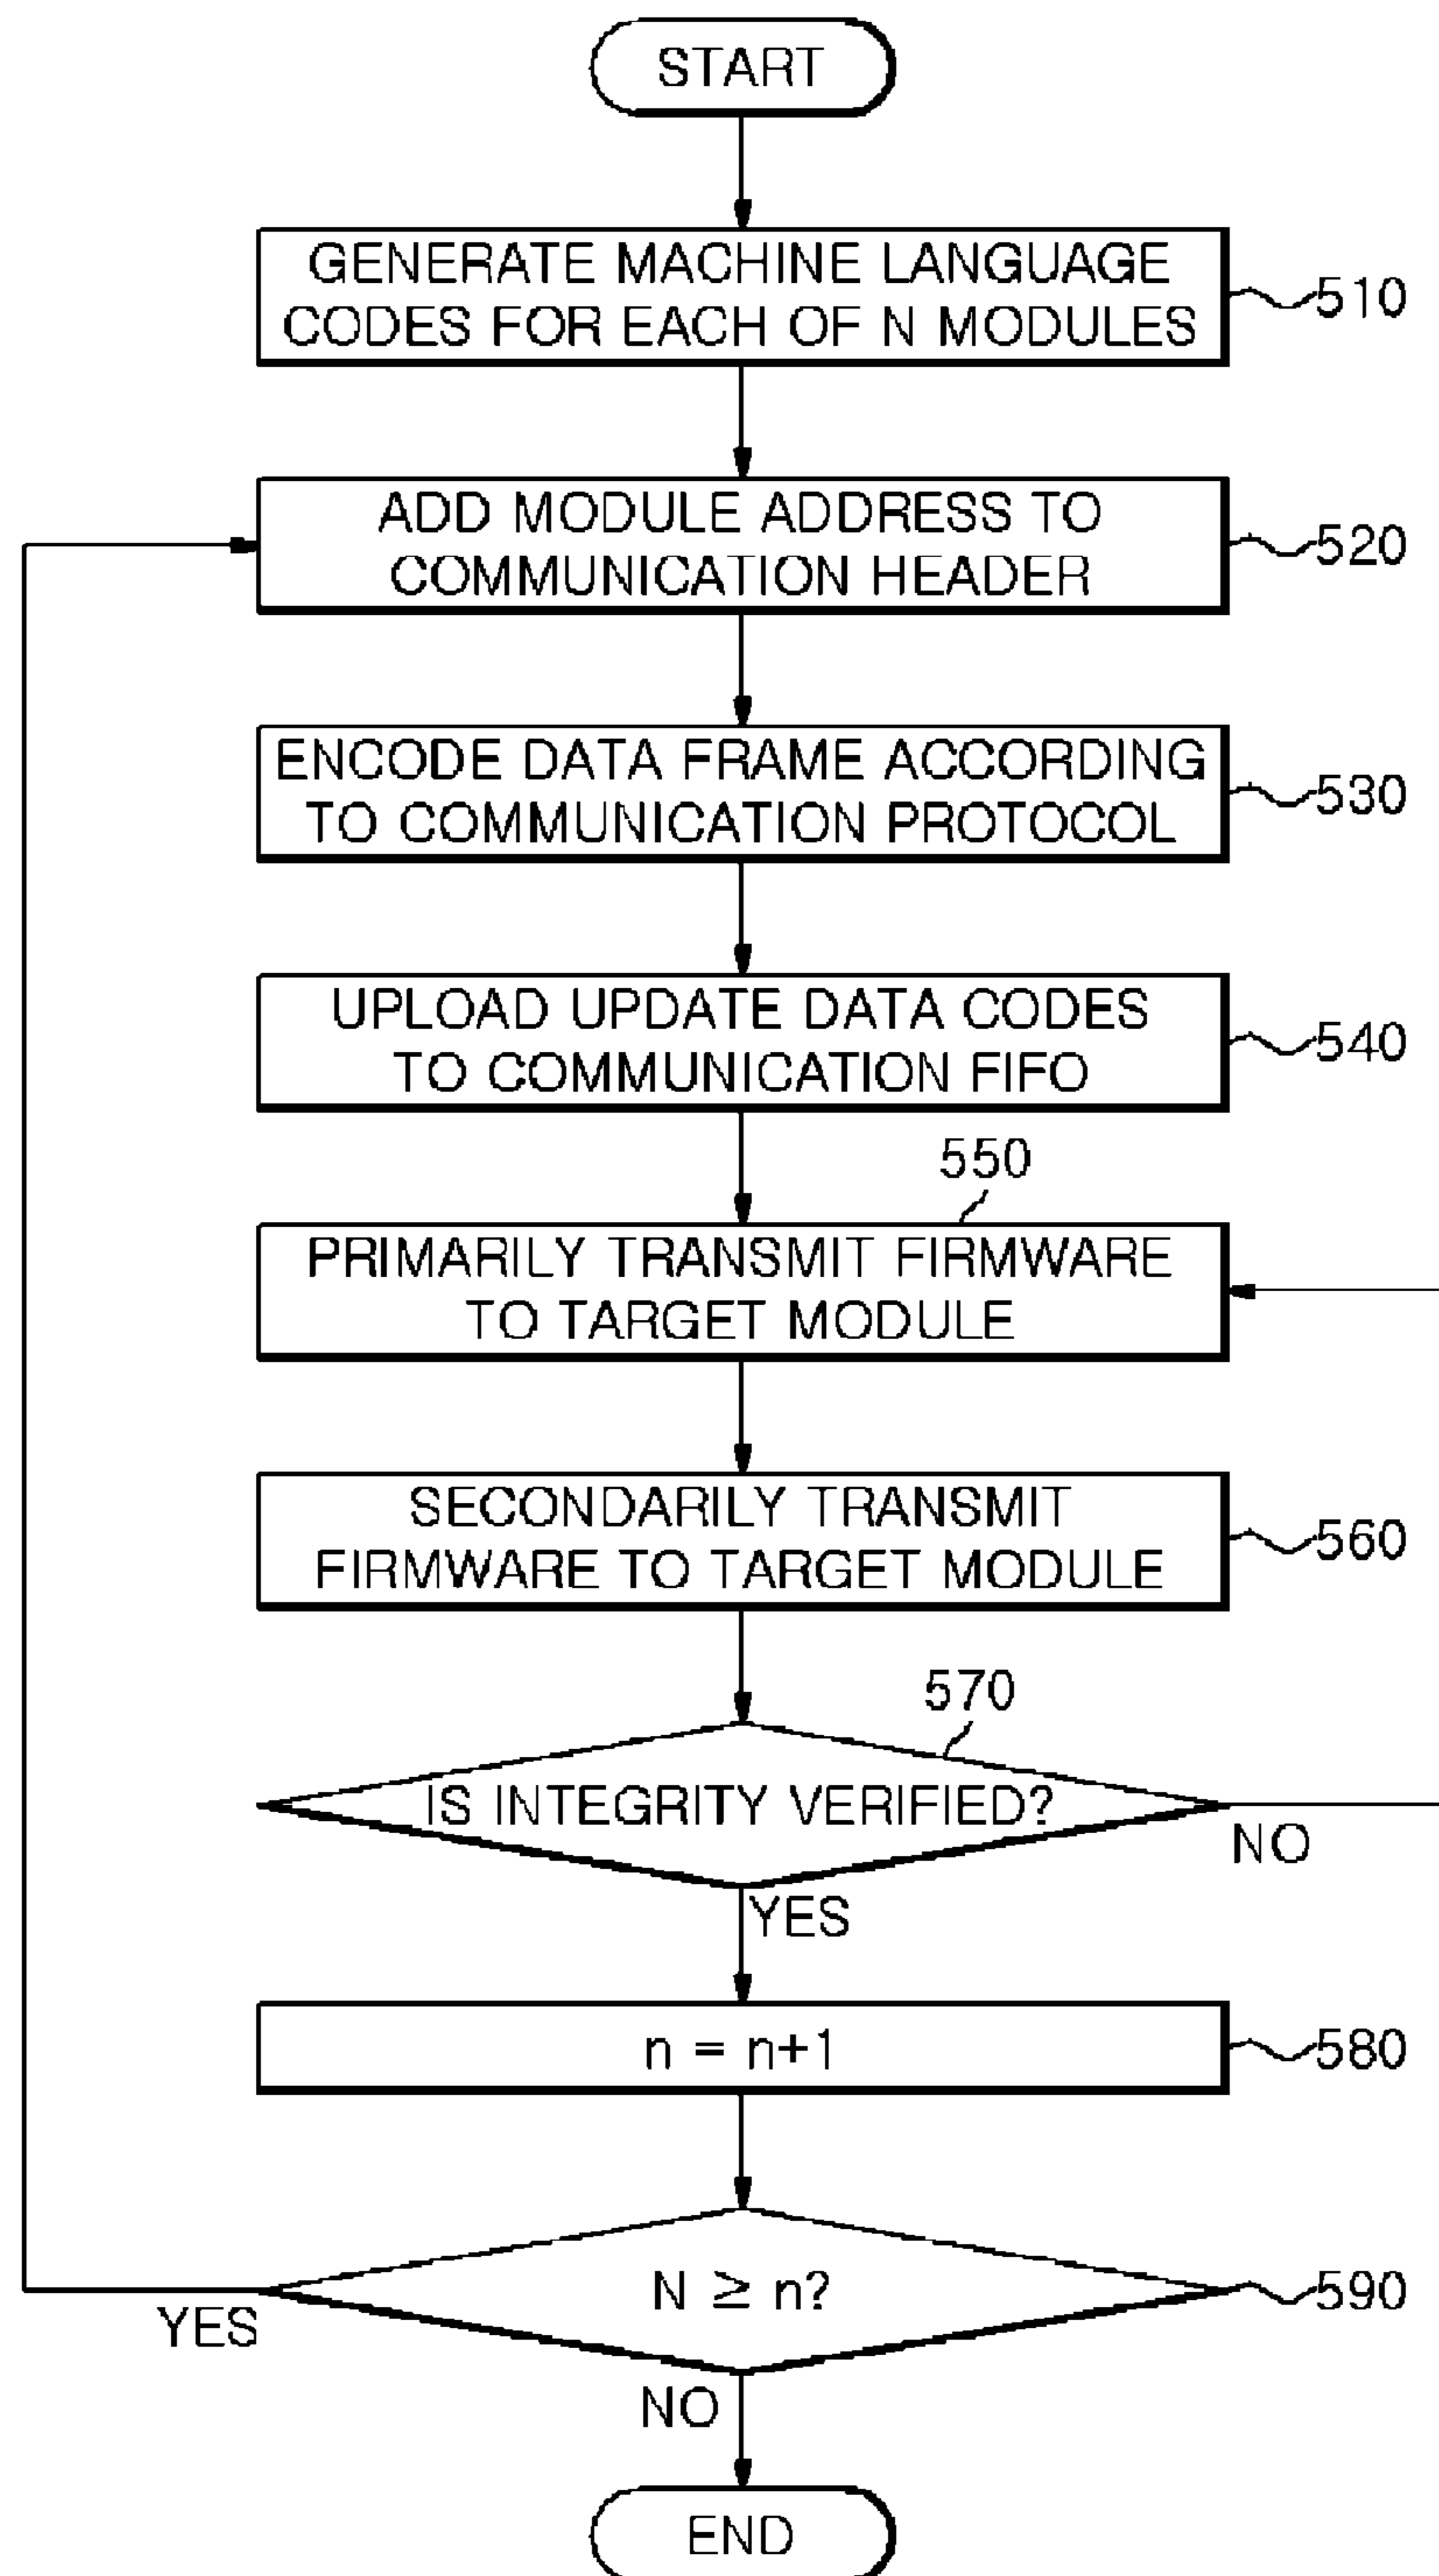 START
GENERATE MACHINE LANGUAGE
CODES FOR EACH OF N MODULES
510
ADD MODULE ADDRESS TO
COMMUNICATION HEADER
520
ENCODE DATA FRAME ACCORDING
TO COMMUNICATION PROTOCOL
530
UPLOAD UPDATE DATA CODES
TO COMMUNICATION FIFO
540
550
PRIMARILY TRANSMIT FIRMWARE
TO TARGET MODULE
SECONDARILY TRANSMIT
FIRMWARE TO TARGET MODULE
560
570
IS INTEGRITY VERIFIED?
NO
YES
n = n+1
580
N ≥ n?
590
YES
NO
END